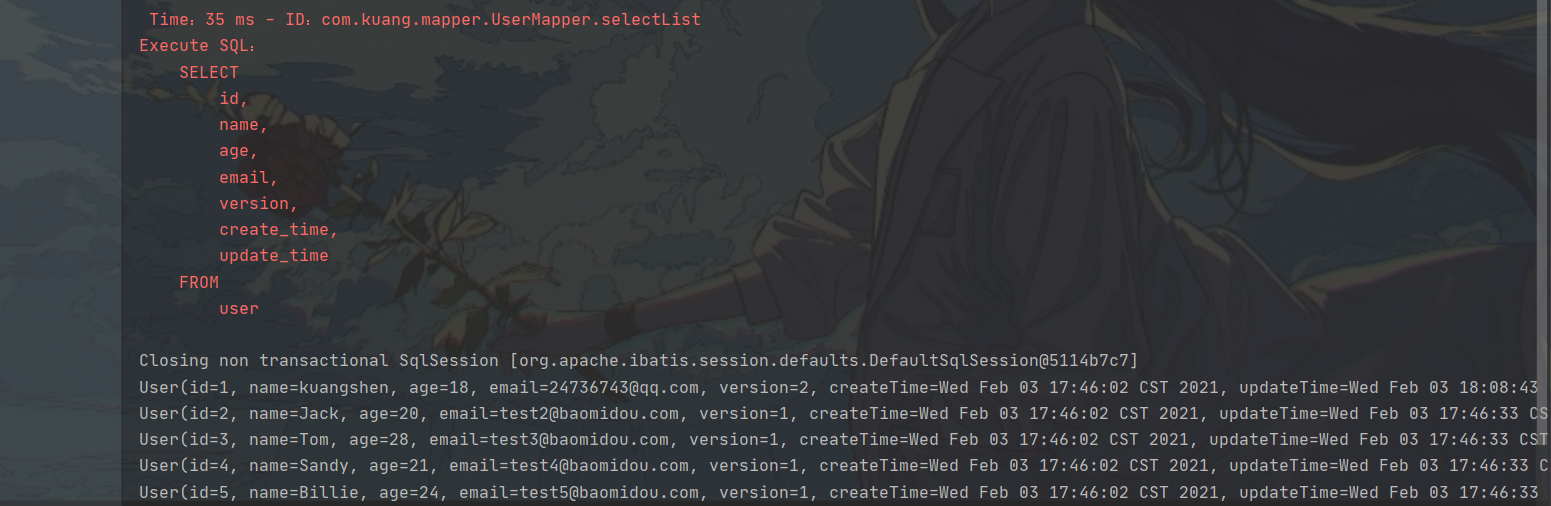 Time：35 ms - ID：com.kuang.mapper.UserMapper.selectList
Execute SQL：
    SELECT
        id,
        name,
        age,
        email,
        version,
        create_time,
        update_time
    FROM
        user
Closing non transactional SqlSession [org.apache.ibatis.session.defaults.DefaultSqlSession@5114b7c7]
User(id=1, name=kuangshen, age=18, email=24736743@qq.com, version=2, createTime=Wed Feb 03 17:46:02 CST 2021, updateTime=Wed Feb 03 18:08:43
User(id=2, name=Jack, age=20, email=test2@baomidou.com, version=1, createTime=Wed Feb 03 17:46:02 CST 2021, updateTime=Wed Feb 03 17:46:33 CS
User(id=3, name=Tom, age=28, email=test3@baomidou.com, version=1, createTime=Wed Feb 03 17:46:02 CST 2021, updateTime=Wed Feb 03 17:46:33 CST
User(id=4, name=Sandy, age=21, email=test4@baomidou.com, version=1, createTime=Wed Feb 03 17:46:02 CST 2021, updateTime=Wed Feb 03 17:46:33 C
User(id=5, name=Billie, age=24, email=test5@baomidou.com, version=1, createTime=Wed Feb 03 17:46:02 CST 2021, updateTime=Wed Feb 03 17:46:33